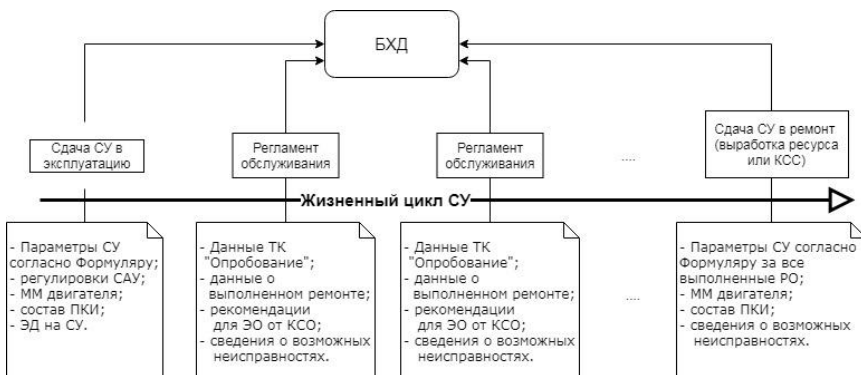 БХД
Сдача СУ в
эксплуатацию
Регламент
обслуживания
Регламент
обслуживания
....
Сдача СУ в ремонт
(выработка ресурса
или КСС)
Жизненный цикл СУ
- Параметры СУ
согласно Формуляру;
- регулировки САУ;
- ММ двигателя;
- состав ПКИ;
- ЭД на СУ.
- Данные ТК
"Опробование";
- данные о
выполненном ремонте;
- рекомендации
для ЭО от КСО;
- сведения о возможных
неисправностях.
- Данные ТК
"Опробование";
- данные о
выполненном ремонте;
- рекомендации
для ЭО от КСО;
- сведения о возможных
неисправностях.
....
- Параметры СУ согласно
Формуляру за все
выполненные РО;
- ММ двигателя;
- состав ПКИ;
- сведения о возможных
неисправностях.